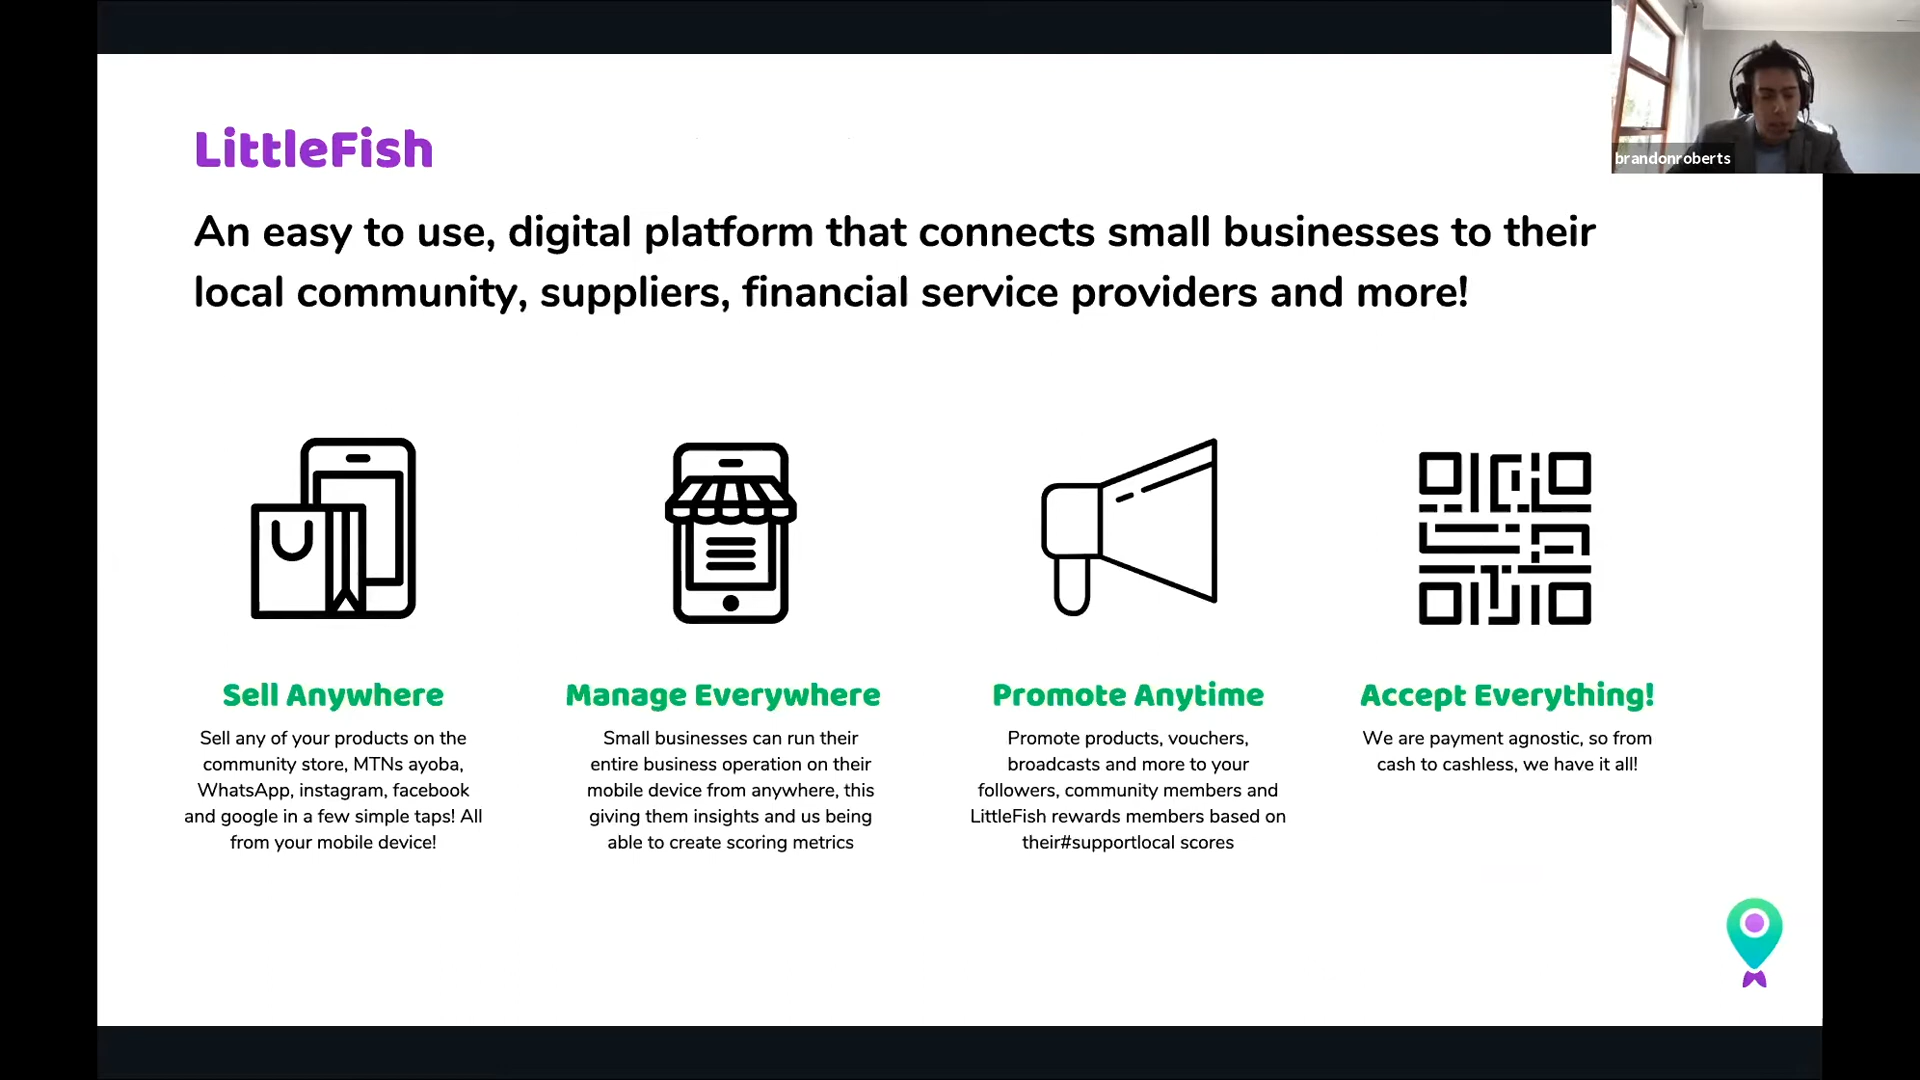 brandonroberts
LittleFish
An easy to use, digital platform that connects small businesses to their
local community, suppliers, financial service providers and more!
Sell Anywhere
Sell any of your products on the
community store, MTNs ayoba,
WhatsApp, instagram, facebook
and google in a few simple taps! All
from your mobile device!
Manage Everywhere
Small businesses can run their
entire business operation on their
mobile device from anywhere, this
giving them insights and us being
able to create scoring metrics
Promote Anytime
Promote products, vouchers,
broadcasts and more to your
followers, community members and
LittleFish rewards members based on
their#supportlocal scores
Accept Everything!
We are payment agnostic, so from
cash to cashless, we have it all!